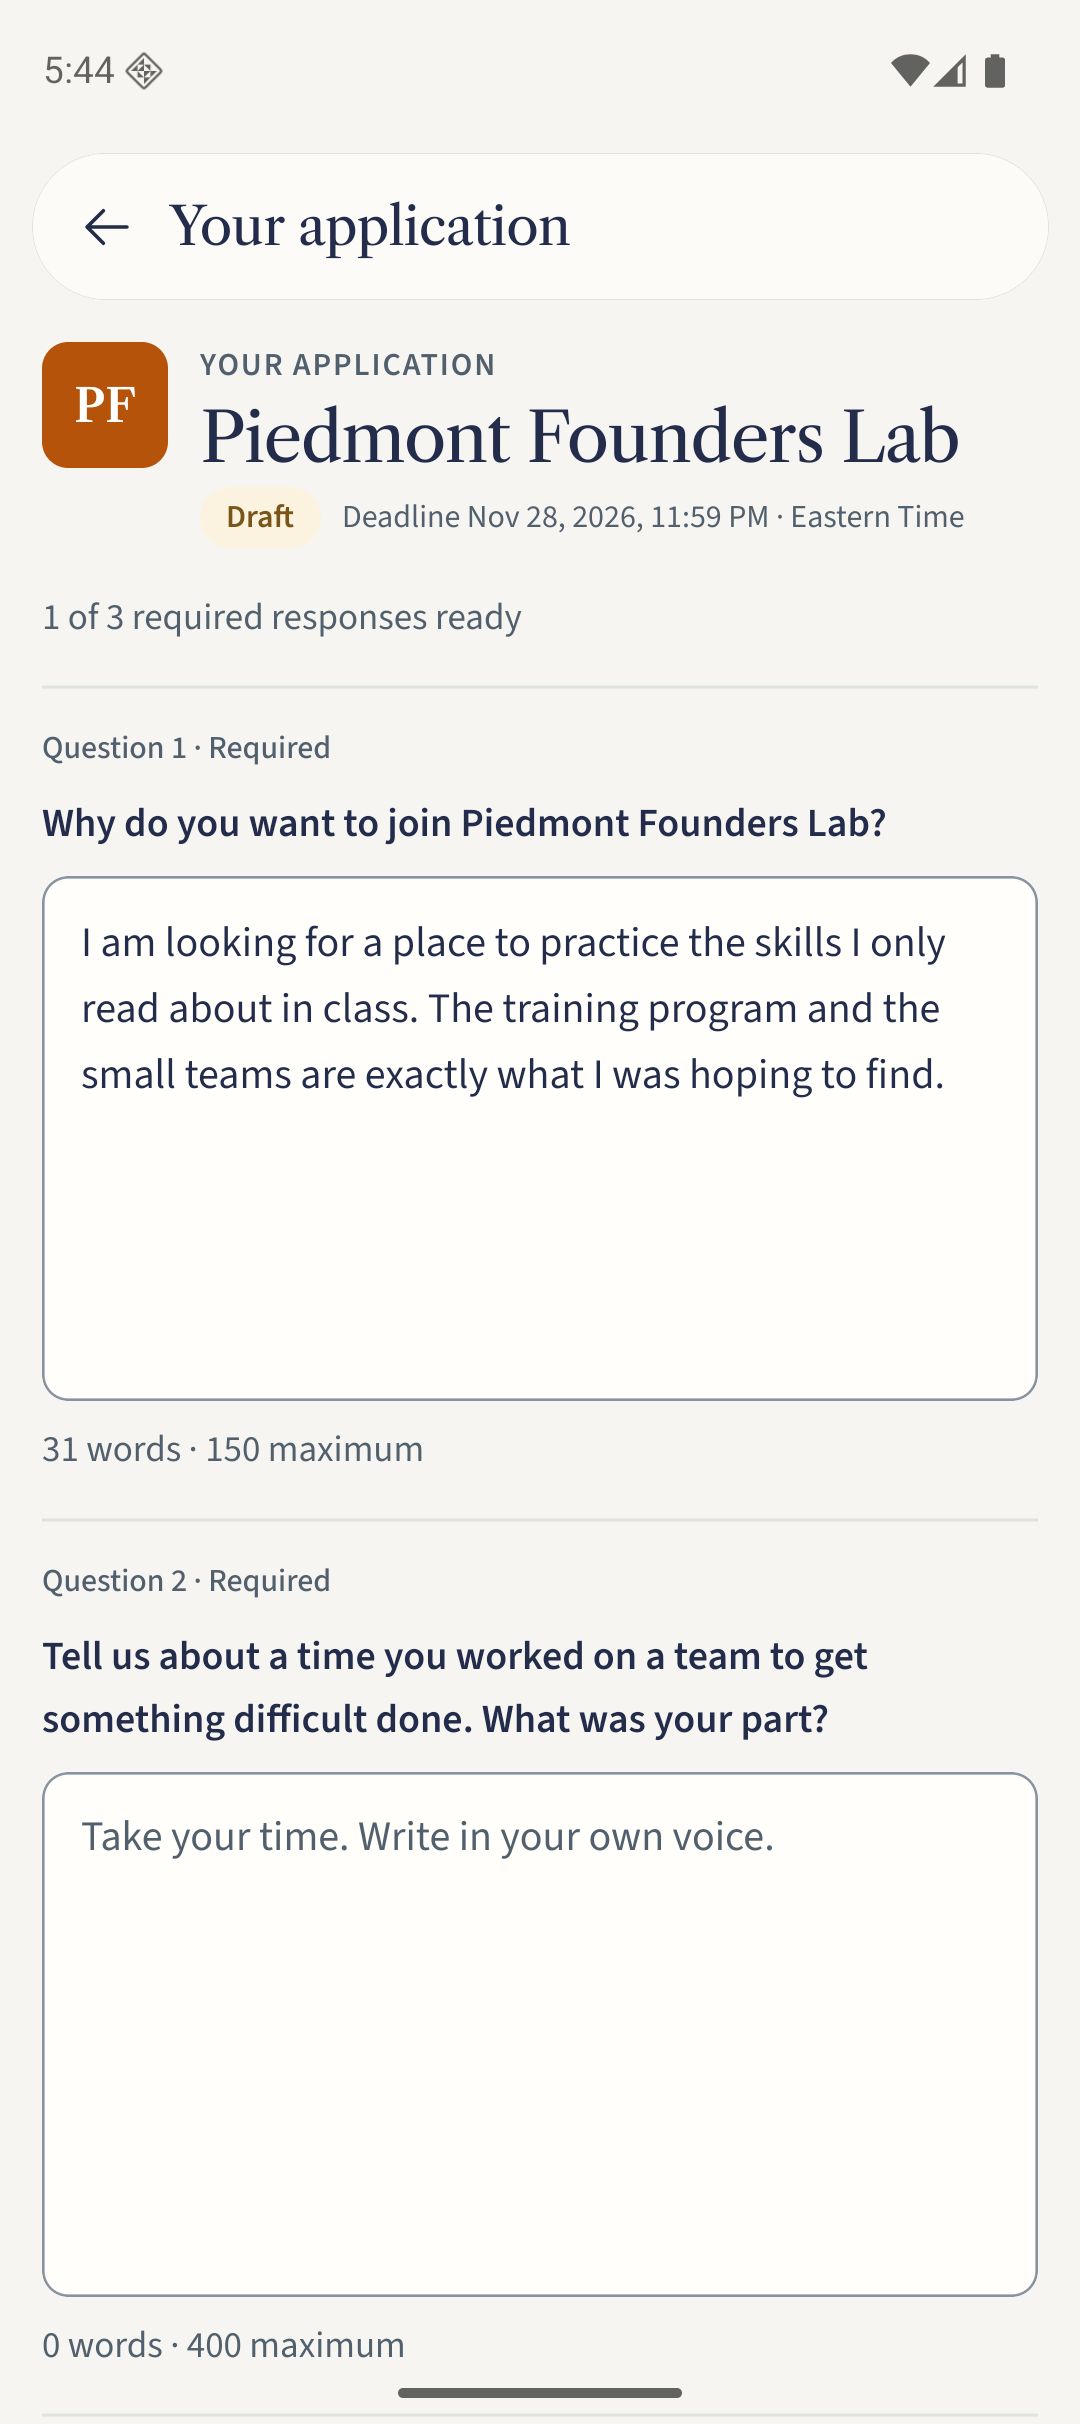 5:44
Your application
PF
YOUR APPLICATION
Piedmont Founders Lab
Draft
Deadline Nov 28, 2026, 11:59 PM · Eastern Time
1 of 3 required responses ready
Question 1 · Required
Why do you want to join Piedmont Founders Lab?
I am looking for a place to practice the skills I only
read about in class. The training program and the
small teams are exactly what I was hoping to find.
31 words · 150 maximum
Question 2 · Required
Tell us about a time you worked on a team to get
something difficult done. What was your part?
Take your time. Write in your own voice.
0 words · 400 maximum